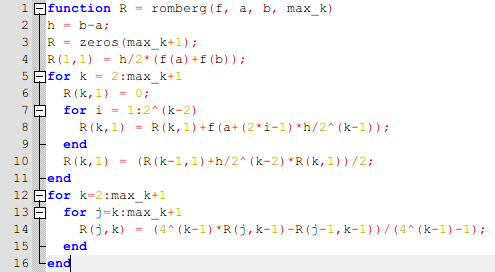 1 function R = romberg(f, a, b, max_k)
2 h = b-a;
3 R = zeros(max_k+1);
4 R(1,1) = h/2*(f(a)+f(b));
5 for k = 2:max_k+1
6 R(k,1) = 0;
7 for i = 1:2^(k-2)
8 R(k,1) = R(k,1)+f(a+(2*i-1)*h/2^(k-1));
9 end
10 R(k,1) = (R(k-1,1)+h/2^(k-2)*R(k,1))/2;
11 end
12 for k=2:max_k+1
13 for j=k:max_k+1
14 R(j,k) = (4^(k-1)*R(j,k-1)-R(j-1,k-1))/(4^(k-1)-1);
15 end
16 end